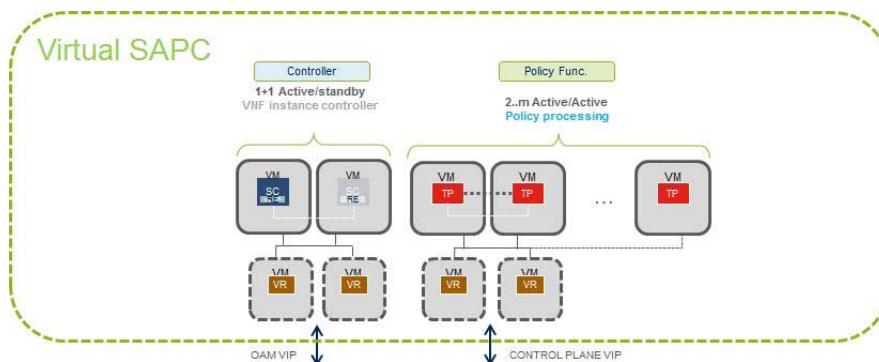 Virtual SAPC
Controller
Policy Func.
1+1 Active/standby
VNF instance controller
2..m Active/Active
Policy processing
VM
VM
VM
VM
VM
SC
SC
TP
TP
...
TP
RE
RE
VM
VM
VM
VM
VR
VR
VR
VR
OAM VIP
CONTROL PLANE VIP